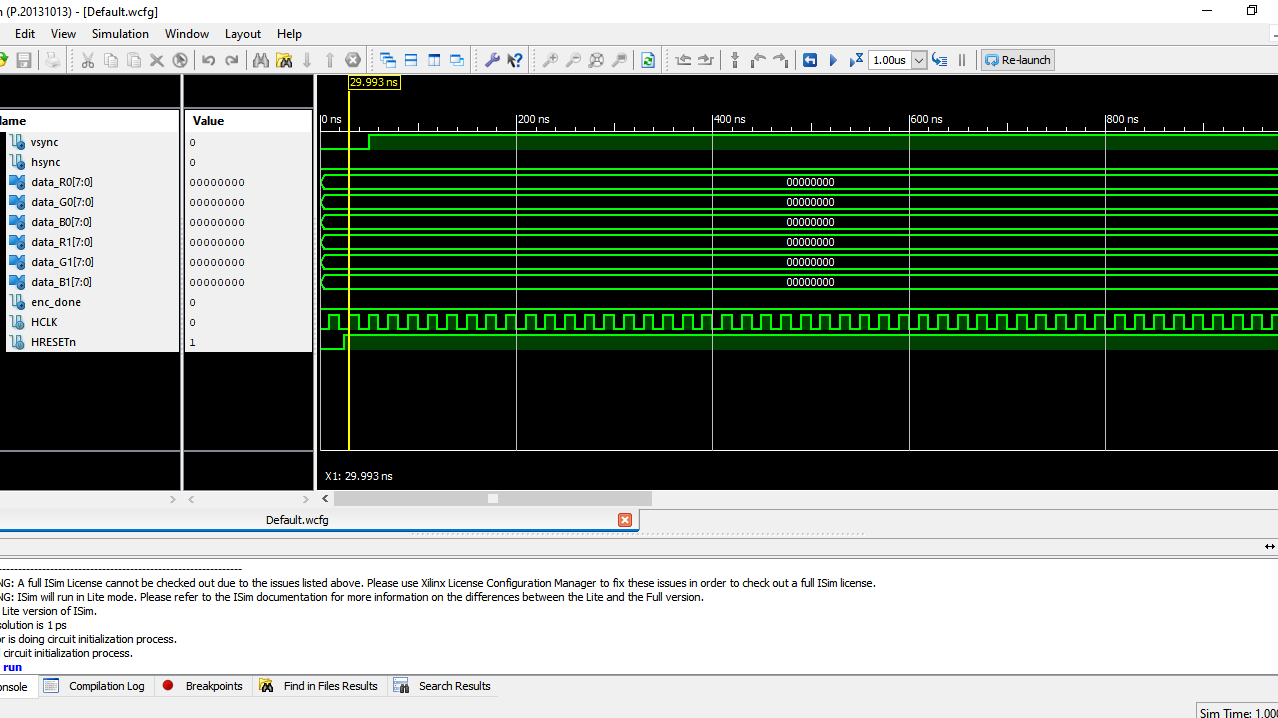 (P.20131013) - [Default.wcfg]
Edit View Simulation Window Layout Help
1.00us Re-launch
29.993 ns
Value
0 ns 200 ns 400 ns 600 ns 800 ns
vsync 0
hsync 0
data_R0[7:0] 00000000 00000000
data_G0[7:0] 00000000 00000000
data_B0[7:0] 00000000 00000000
data_R1[7:0] 00000000 00000000
data_G1[7:0] 00000000 00000000
data_B1[7:0] 00000000 00000000
enc_done 0
HCLK 0
HRESETn 1
X1: 29.993 ns
Default.wcfg
NG: A full ISim License cannot be checked out due to the issues listed above. Please use Xilinx License Configuration Manager to fix these issues in order to check out a full ISim license.
NG: ISim will run in Lite mode. Please refer to the ISim documentation for more information on the differences between the Lite and the Full version.
Lite version of ISim.
solution is 1 ps
or is doing circuit initialization process.
circuit initialization process.
run
onsole Compilation Log Breakpoints Find in Files Results Search Results
Sim Time: 1.000